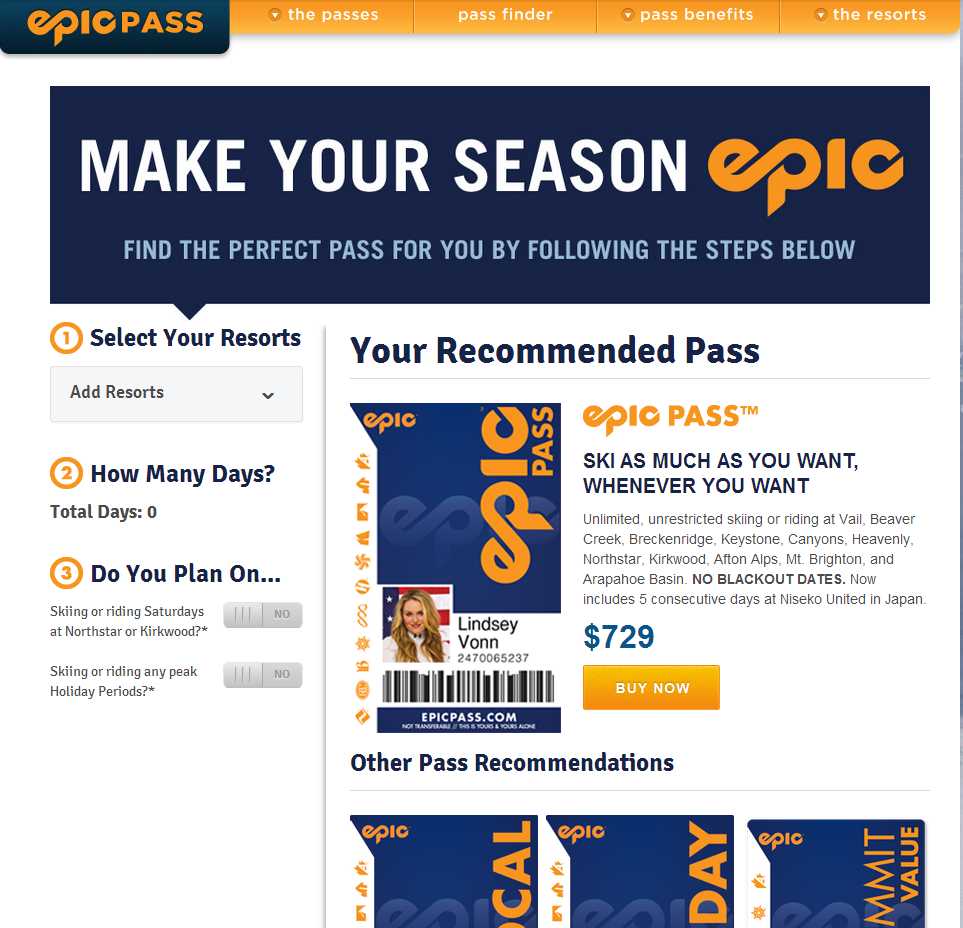 epic PASS
the passes
pass finder
pass benefits
the resorts
MAKE YOUR SEASON epic
FIND THE PERFECT PASS FOR YOU BY FOLLOWING THE STEPS BELOW
1 Select Your Resorts
Add Resorts
2 How Many Days?
Total Days: 0
3 Do You Plan On...
Skiing or riding Saturdays
at Northstar or Kirkwood?*
NO
Skiing or riding any peak
Holiday Periods?*
NO
Your Recommended Pass
epic
epic PASS
Lindsey
Vonn
2470065237
EPICPASS.COM
NOT TRANSFERABLE // THIS IS YOURS & YOURS ALONE
epic PASS™
SKI AS MUCH AS YOU WANT,
WHENEVER YOU WANT
Unlimited, unrestricted skiing or riding at Vail, Beaver
Creek, Breckenridge, Keystone, Canyons, Heavenly,
Northstar, Kirkwood, Afton Alps, Mt. Brighton, and
Arapahoe Basin. NO BLACKOUT DATES. Now
includes 5 consecutive days at Niseko United in Japan.
$729
BUY NOW
Other Pass Recommendations
epic
OCAL
epic
DAY
epic
MMIT
VALUE